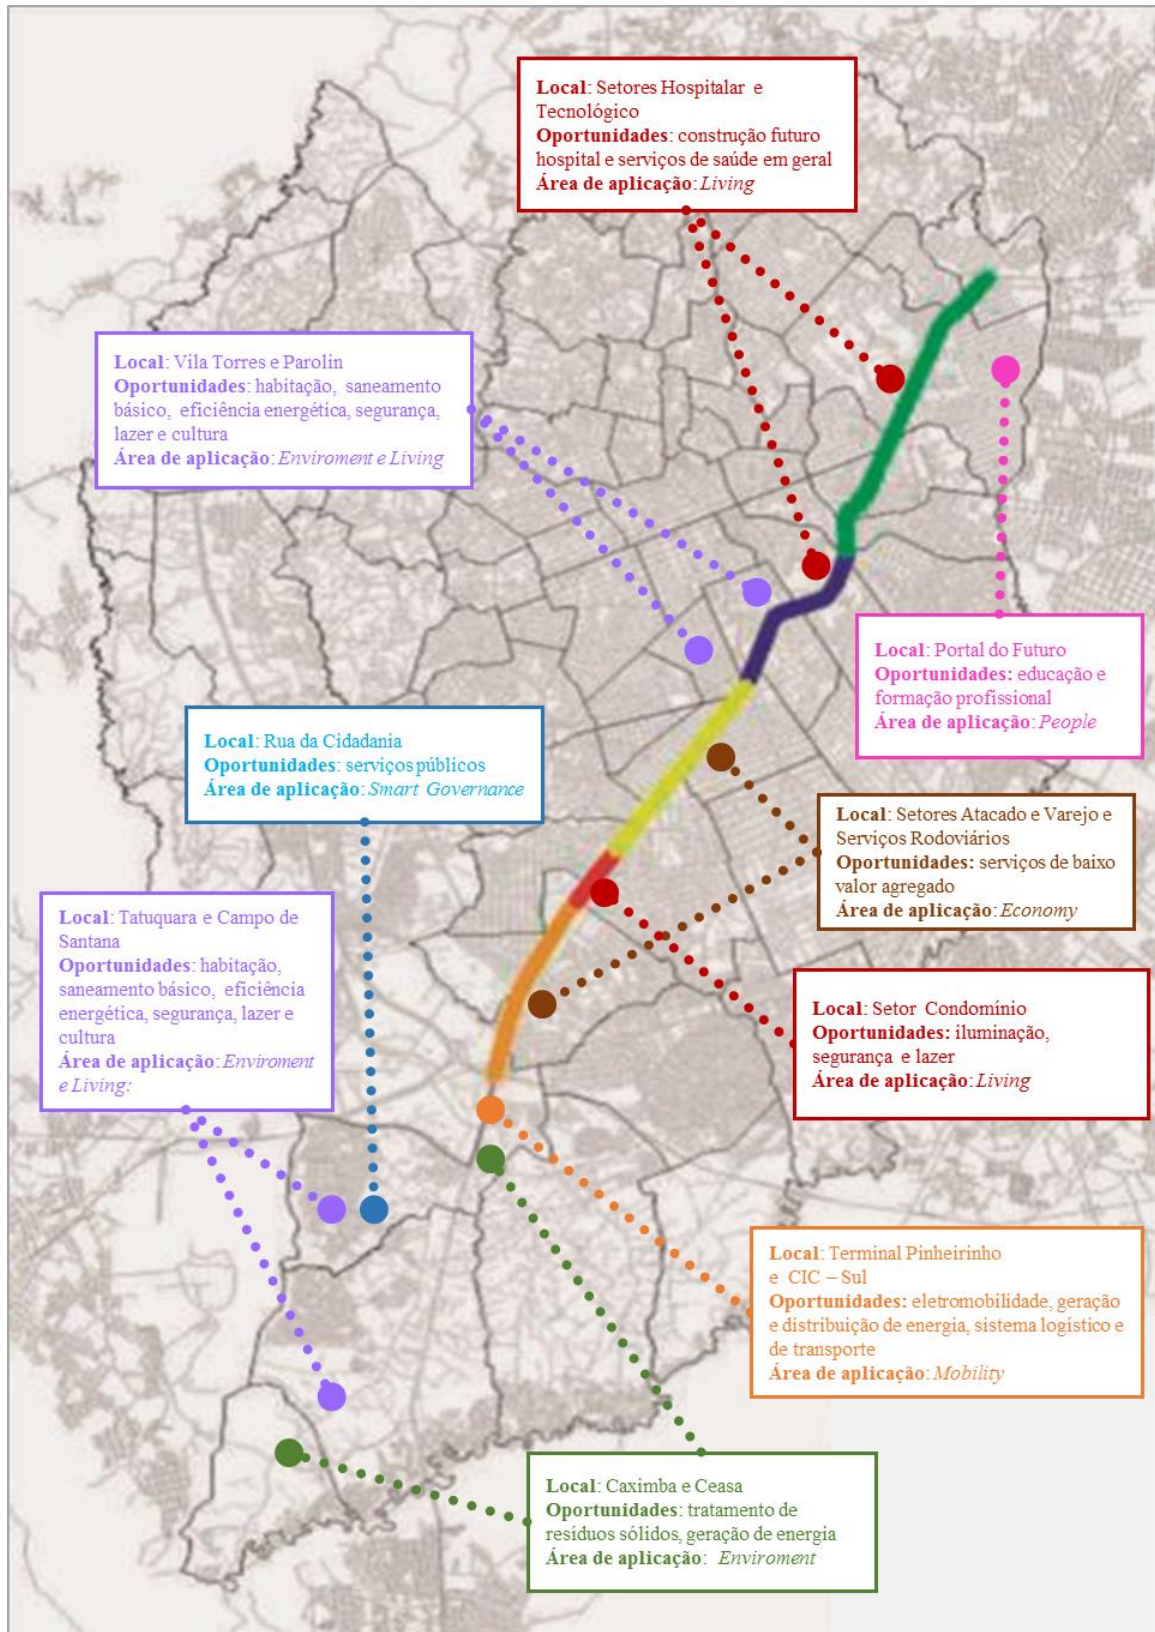 Local: Setores Hospitalar e
Tecnológico
Oportunidades: construção futuro
hospital e serviços de saúde em geral
Área de aplicação: Living
Local: Vila Torres e Parolin
Oportunidades: habitação, saneamento
básico, eficiência energética, segurança,
lazer e cultura
Área de aplicação: Enviroment e Living
Local: Portal do Futuro
Oportunidades: educação e
formação profissional
Área de aplicação: People
Local: Rua da Cidadania
Oportunidades: serviços públicos
Área de aplicação: Smart Governance
Local: Setores Atacado e Varejo e
Serviços Rodoviários
Oportunidades: serviços de baixo
valor agregado
Área de aplicação: Economy
Local: Tatuquara e Campo de
Santana
Oportunidades: habitação,
saneamento básico, eficiência
energética, segurança, lazer e
cultura
Área de aplicação: Enviroment
e Living:
Local: Setor Condomínio
Oportunidades: iluminação,
segurança e lazer
Área de aplicação: Living
Local: Terminal Pinheirinho
e CIC – Sul
Oportunidades: eletromobilidade, geração
e distribuição de energia, sistema logístico e
de transporte
Área de aplicação: Mobility
Local: Caximba e Ceasa
Oportunidades: tratamento de
resíduos sólidos, geração de energia
Área de aplicação: Enviroment